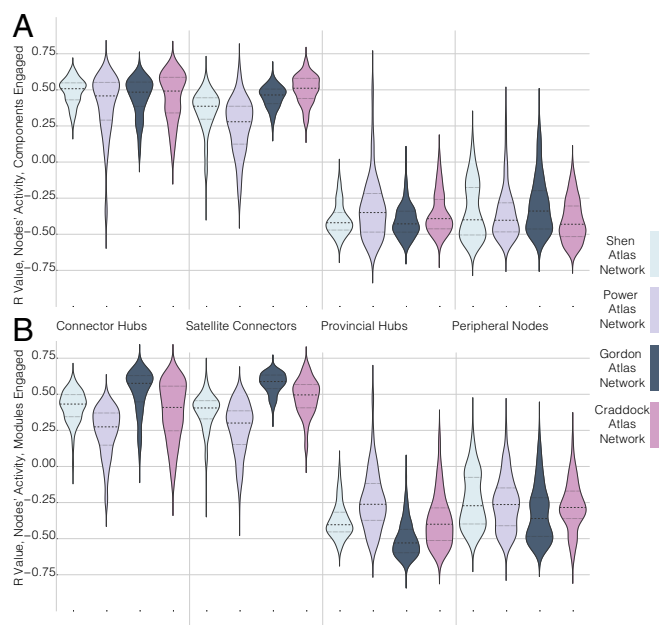 A
R Value, Nodes' Activity, Components Engaged
0.75
0.50
0.25
0.00
−0.25
−0.50
−0.75
Connector Hubs Satellite Connectors Provincial Hubs Peripheral Nodes
B
R Value, Nodes' Activity, Modules Engaged
0.75
0.50
0.25
0.00
−0.25
−0.50
−0.75
Shen
Atlas
Network
Power
Atlas
Network
Gordon
Atlas
Network
Craddock
Atlas
Network